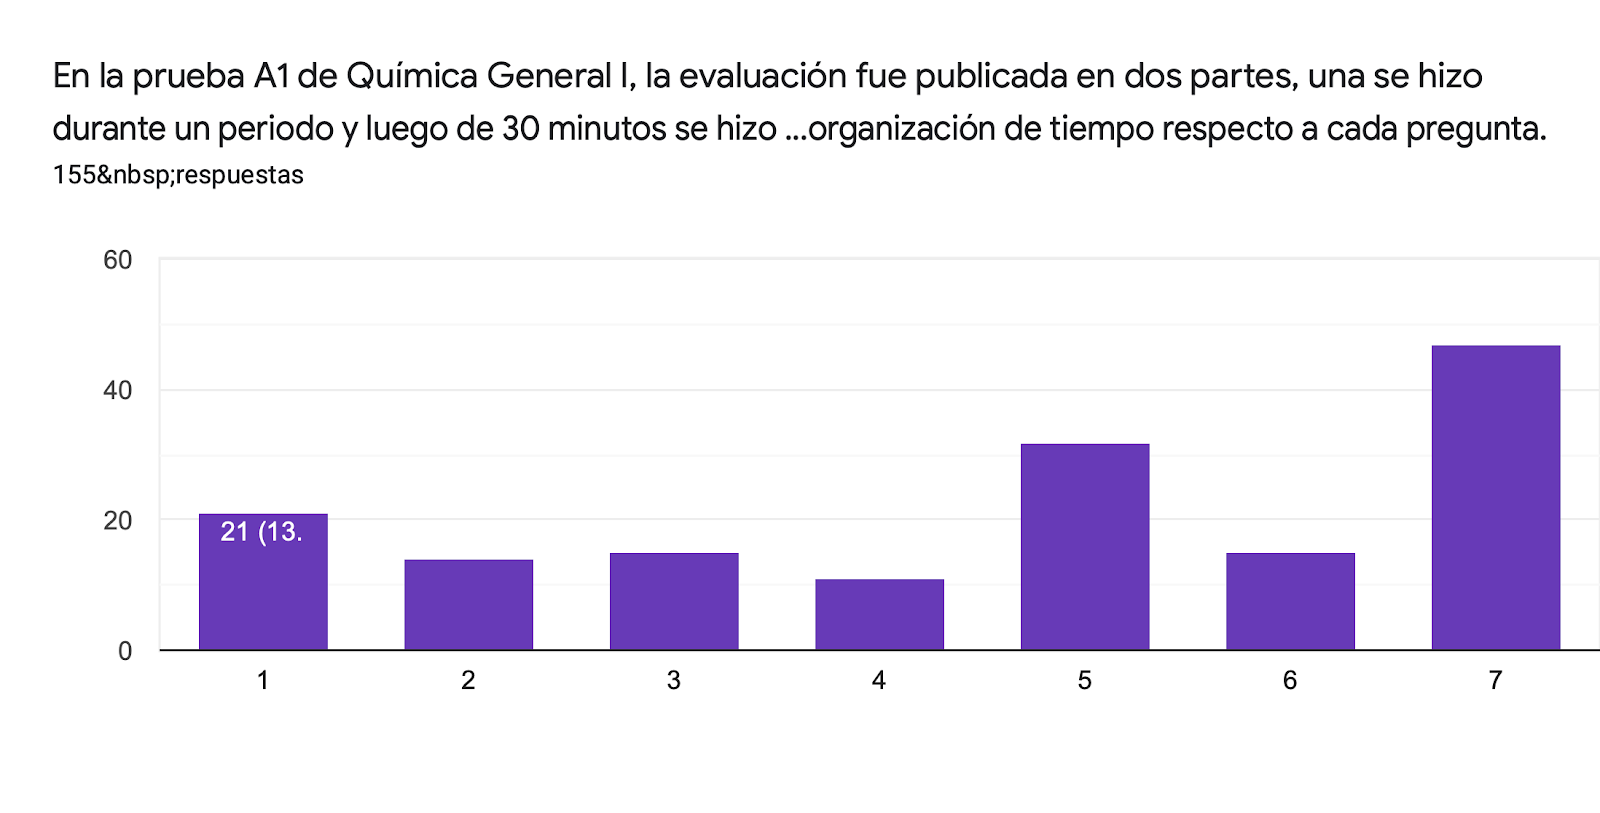 En la prueba A1 de Química General I, la evaluación fue publicada en dos partes, una se hizo
durante un periodo y luego de 30 minutos se hizo ...organización de tiempo respecto a cada pregunta.
155&nbsp;respuestas
60
40
20
0
21 (13.
1 2 3 4 5 6 7